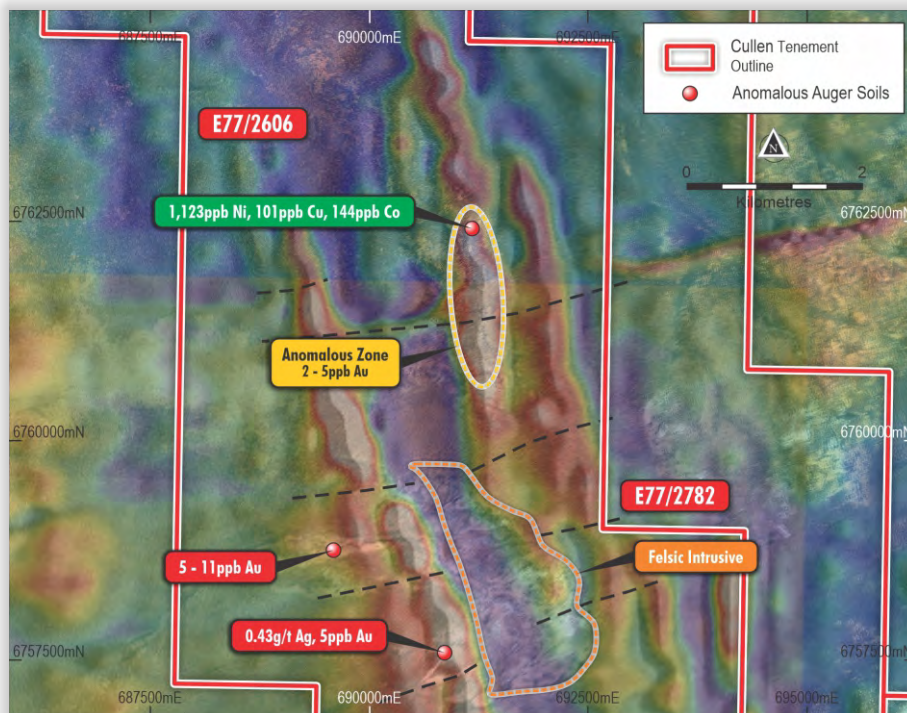 687500mE
690000mE
692500mE
Cullen Tenement
Outline
Anomalous Auger Soils
N
0
2
Kilometres
E77/2606
1,123ppb Ni, 101ppb Cu, 144ppb Co
6762500mN
6762500mN
Anomalous Zone
2 - 5ppb Au
6760000mN
6760000mN
E77/2782
5 - 11ppb Au
Felsic Intrusive
0.43g/t Ag, 5ppb Au
6757500mN
6757500mN
687500mE
690000mE
692500mE
695000mE